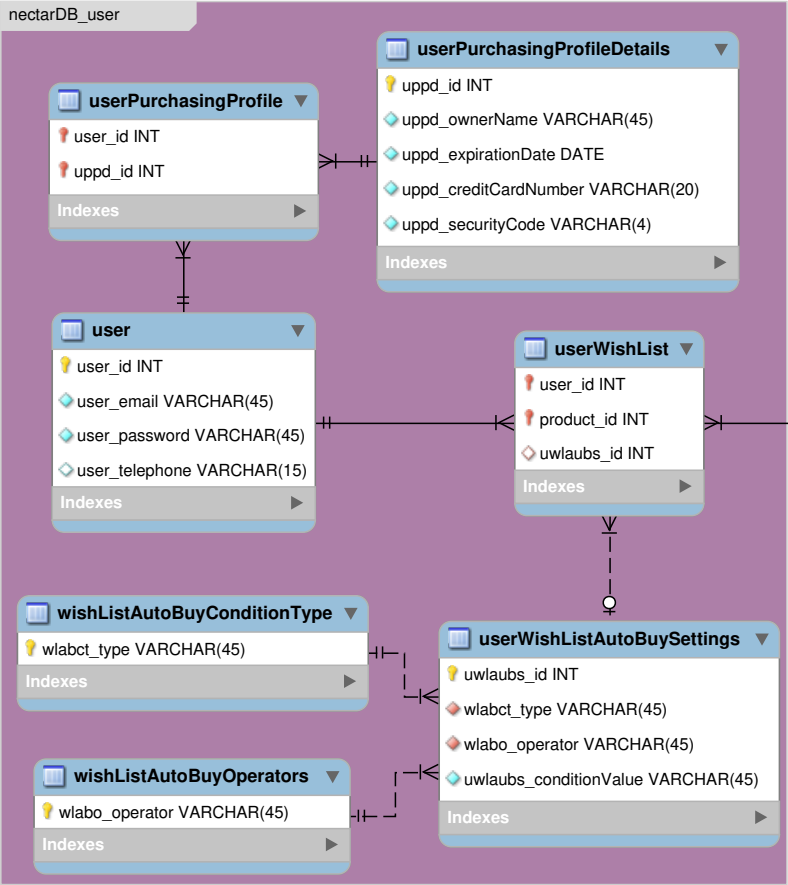 nectarDB_user
userPurchasingProfile
user_id INT
uppd_id INT
Indexes
userPurchasingProfileDetails
uppd_id INT
uppd_ownerName VARCHAR(45)
uppd_expirationDate DATE
uppd_creditCardNumber VARCHAR(20)
uppd_securityCode VARCHAR(4)
Indexes
user
user_id INT
user_email VARCHAR(45)
user_password VARCHAR(45)
user_telephone VARCHAR(15)
Indexes
userWishList
user_id INT
product_id INT
uwlaubs_id INT
Indexes
wishListAutoBuyConditionType
wlabct_type VARCHAR(45)
Indexes
userWishListAutoBuySettings
uwlaubs_id INT
wlabct_type VARCHAR(45)
wlabo_operator VARCHAR(45)
uwlaubs_conditionValue VARCHAR(45)
Indexes
wishListAutoBuyOperators
wlabo_operator VARCHAR(45)
Indexes